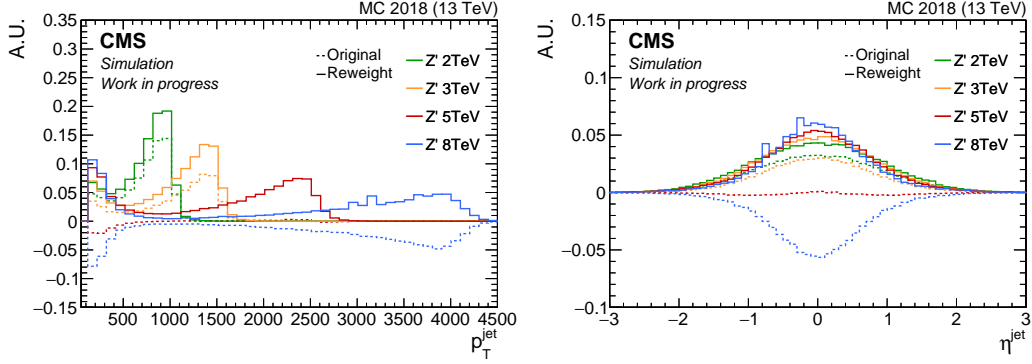 MC 2018 (13 TeV)
A.U.
0.35
0.3
0.25
0.2
0.15
0.1
0.05
0
−0.05
−0.1
−0.15
CMS
Simulation
Work in progress
Original
Reweight
Z' 2TeV
Z' 3TeV
Z' 5TeV
Z' 8TeV
500 1000 1500 2000 2500 3000 3500 4000 4500
p_T^jet
MC 2018 (13 TeV)
A.U.
0.15
0.1
0.05
0
−0.05
−0.1
CMS
Simulation
Work in progress
Original
Reweight
Z' 2TeV
Z' 3TeV
Z' 5TeV
Z' 8TeV
−3 −2 −1 0 1 2 3
η^jet